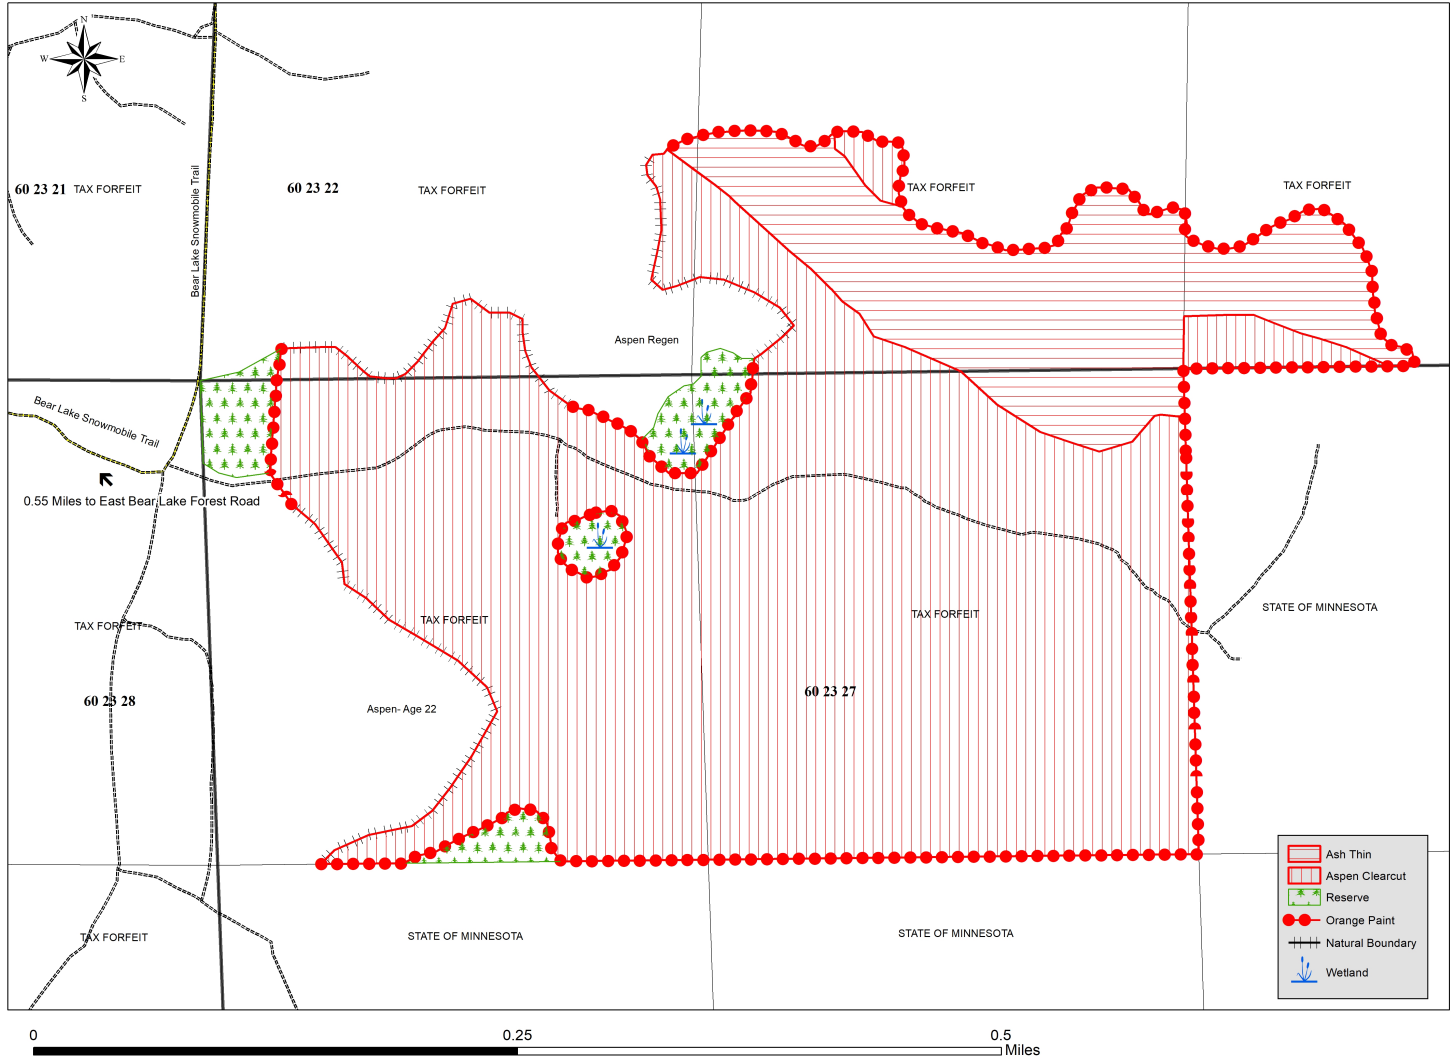 N
W E
S
60 23 21 TAX FORFEIT
Bear Lake Snowmobile Trail
60 23 22
TAX FORFEIT
TAX FORFEIT
TAX FORFEIT
Aspen Regen
Bear Lake Snowmobile Trail
0.55 Miles to East Bear Lake Forest Road
TAX FORFEIT
TAX FORFEIT
TAX FORFEIT
STATE OF MINNESOTA
60 23 28
Aspen- Age 22
60 23 27
TAX FORFEIT
STATE OF MINNESOTA
STATE OF MINNESOTA
Ash Thin
Aspen Clearcut
Reserve
Orange Paint
Natural Boundary
Wetland
0 0.25 0.5
Miles